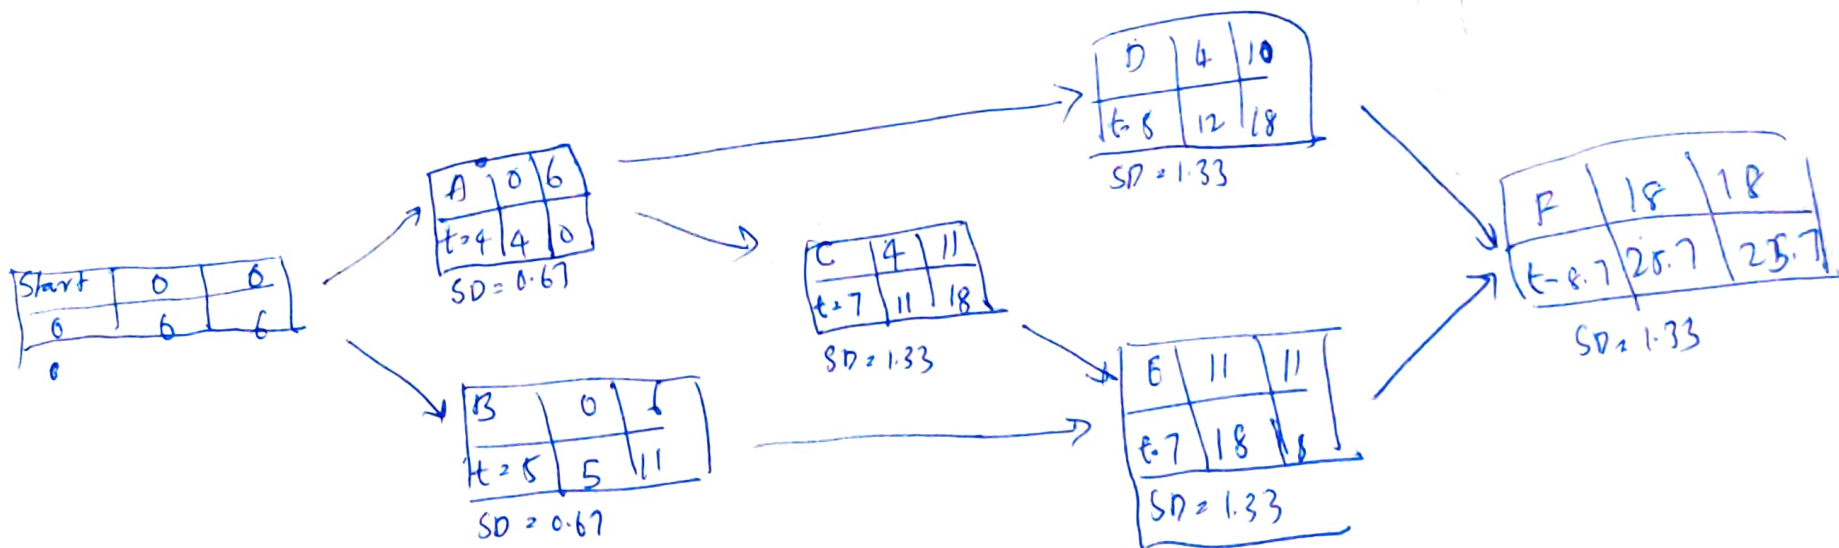 Start 0 0
0 6 6
0
A 0 6
t=4 4 0
SD=0.67
B 0 6
t=5 5 11
SD=0.67
C 4 11
t=7 11 18
SD=1.33
D 4 10
t=8 12 18
SD=1.33
E 11 11
t=7 18 18
SD=1.33
F 18 18
t=8.7 25.7 25.7
SD=1.33